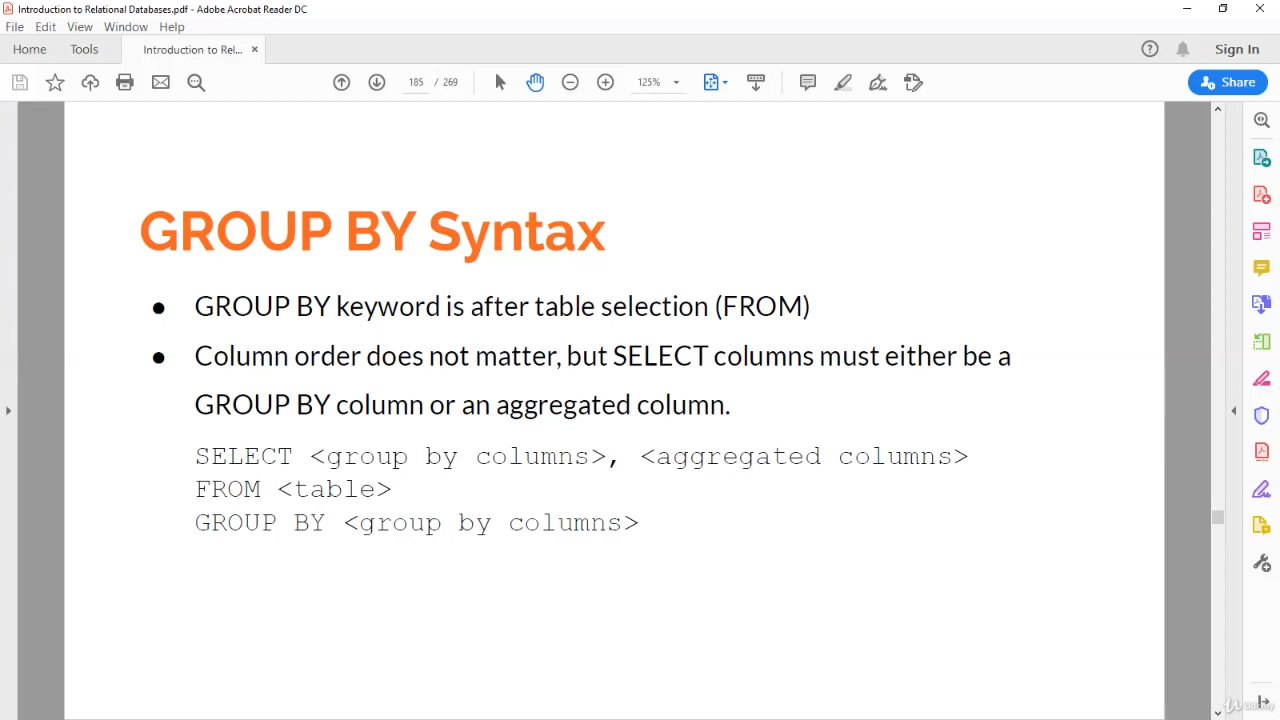 Introduction to Relational Databases.pdf - Adobe Acrobat Reader DC
File Edit View Window Help
Home Tools Introduction to Rel... × Sign In
185 / 269 125% Share
GROUP BY Syntax
● GROUP BY keyword is after table selection (FROM)
● Column order does not matter, but SELECT columns must either be a
GROUP BY column or an aggregated column.
SELECT <group by columns>, <aggregated columns>
FROM <table>
GROUP BY <group by columns>
Udemy